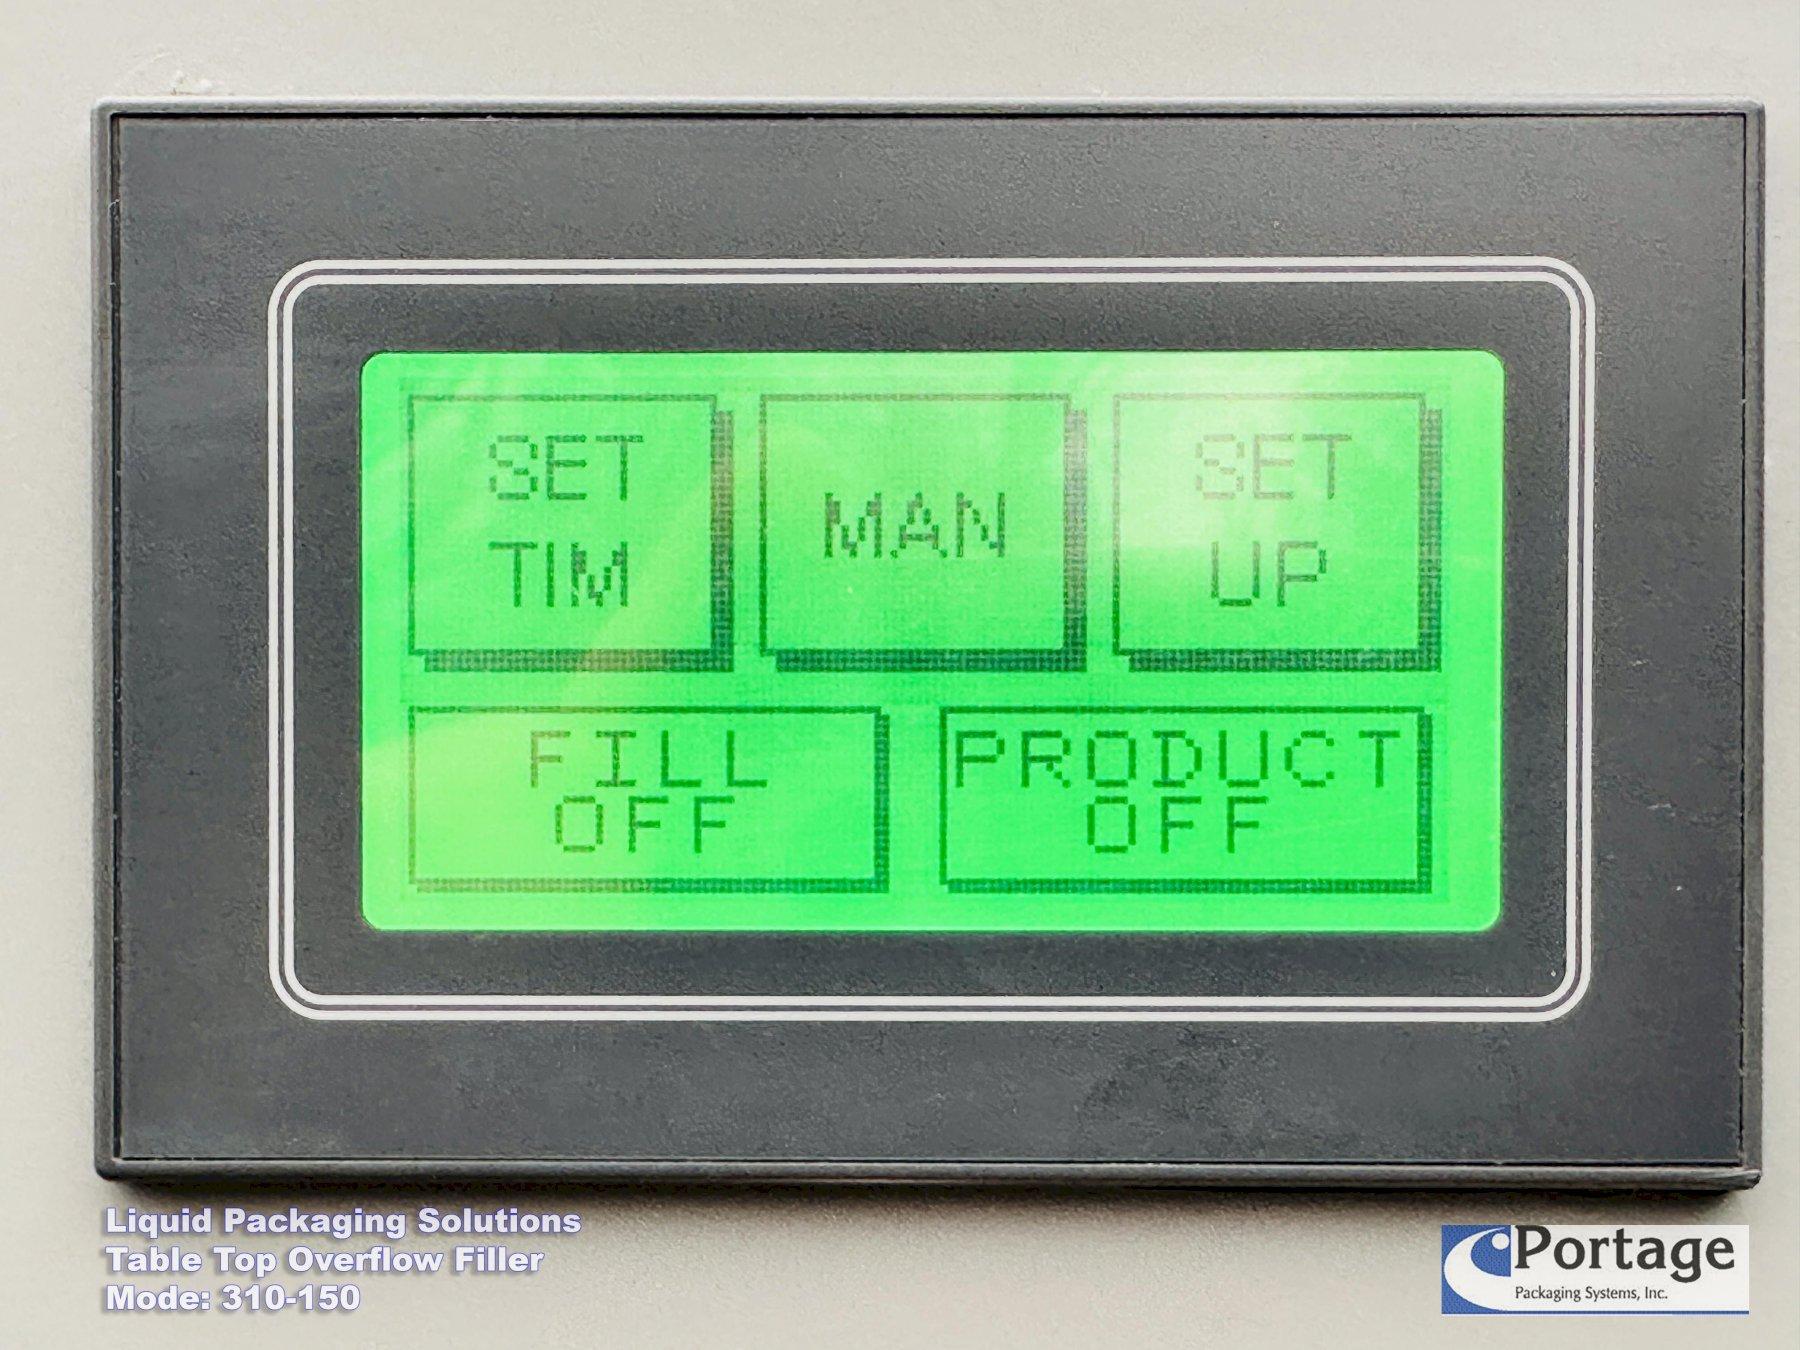 SET
TIM
MAN
SET
UP
FILL
OFF
PRODUCT
OFF
Liquid Packaging Solutions
Table Top Overflow Filler
Mode: 310-150
Portage
Packaging Systems, Inc.